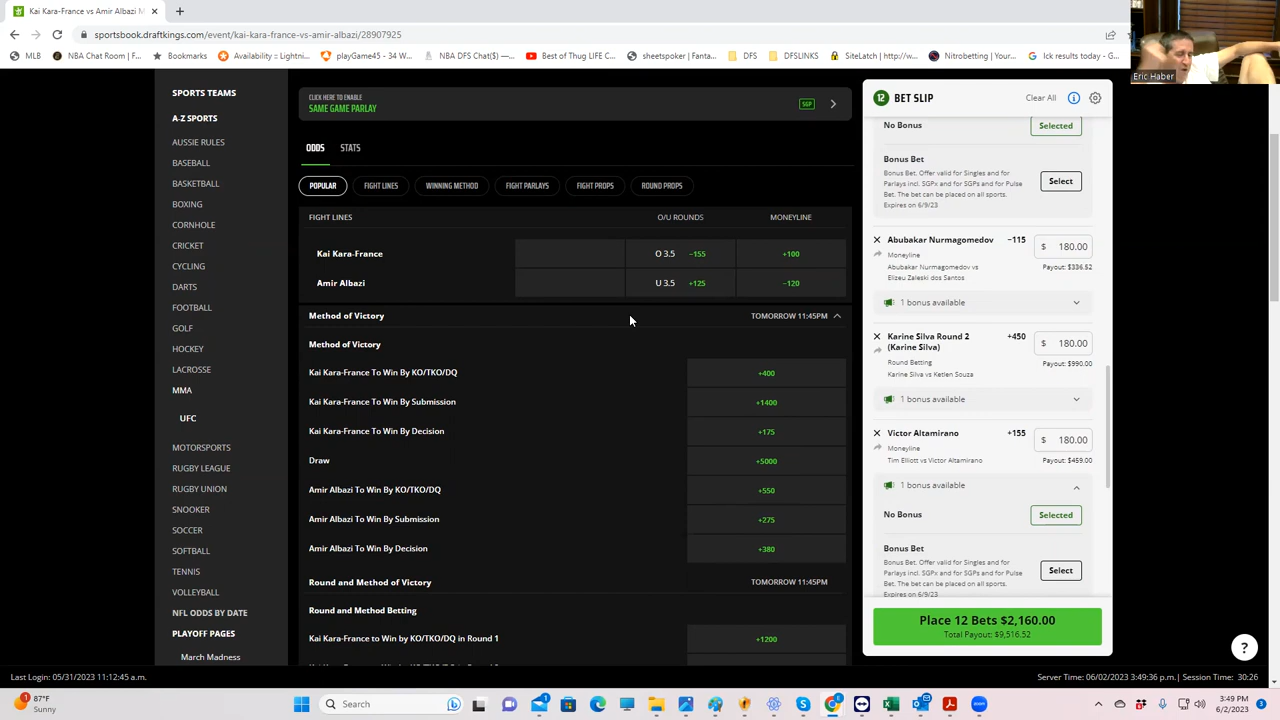 Kai Kara-France vs Amir Albazi M
sportsbook.draftkings.com/event/kai-kara-france-vs-amir-albazi/28907925
MLB
NBA Chat Room | F...
Bookmarks
Availability :: Lightni...
playGame45 - Home
NBA DFS Chat($)—...
Best of Thug LIFE C...
sheetspoker | Stand...
DFS
DFSLINKS
SiteLatch | http://w...
Nitrobetting | Your...
Ick results today - G...
Eric Haber
SPORTS TEAMS
A-Z SPORTS
AUSSIE RULES
BASEBALL
BASKETBALL
BOXING
CORNHOLE
CRICKET
CYCLING
DARTS
FOOTBALL
GOLF
HOCKEY
LACROSSE
MMA
UFC
MOTORSPORTS
RUGBY LEAGUE
RUGBY UNION
SNOOKER
SOCCER
SOFTBALL
TENNIS
VOLLEYBALL
NFL ODDS BY DATE
PLAYOFF PAGES
March Madness
CLICK HERE TO ENABLE
SAME GAME PARLAY
SGP
ODDS STATS
POPULAR FIGHT LINES WINNING METHOD FIGHT PARLAYS FIGHT PROPS ROUND PROPS
FIGHT LINES O/U ROUNDS MONEYLINE
Kai Kara-France O 3.5 −155 +100
Amir Albazi U 3.5 +125 −120
Method of Victory TOMORROW 11:45PM
Method of Victory
Kai Kara-France To Win By KO/TKO/DQ +400
Kai Kara-France To Win By Submission +1400
Kai Kara-France To Win By Decision +175
Draw +5000
Amir Albazi To Win By KO/TKO/DQ +550
Amir Albazi To Win By Submission +275
Amir Albazi To Win By Decision +380
Round and Method of Victory TOMORROW 11:45PM
Round and Method Betting
Kai Kara-France to Win by KO/TKO/DQ in Round 1 +1200
12 BET SLIP Clear All
No Bonus Selected
Bonus Bet
Bonus Bet. Offer valid for Singles and for
Parlays incl. SGPx and for SGPs and for Pulse
Bet. The bet can be placed on all sports.
Expires on 6/9/23
Select
Abubakar Nurmagomedov −115 $ 180.00
Moneyline Payout: $336.52
Abubakar Nurmagomedov vs
Elizeu Zaleski dos Santos
1 bonus available
Karine Silva Round 2 +450 $ 180.00
(Karine Silva)
Round Betting Payout: $990.00
Karine Silva vs Ketlen Souza
1 bonus available
Victor Altamirano +155 $ 180.00
Moneyline Payout: $459.00
Tim Elliott vs Victor Altamirano
1 bonus available
No Bonus Selected
Bonus Bet
Bonus Bet. Offer valid for Singles and for
Parlays incl. SGPx and for SGPs and for Pulse
Bet. The bet can be placed on all sports.
Expires on 6/9/23
Select
Place 12 Bets $2,160.00
Total Payout: $9,516.52
?
Last Login: 05/31/2023 11:12:45 a.m.
Server Time: 06/02/2023 3:49:36 p.m. | Session Time: 30:26
1
87°F
Sunny
Search
3:49 PM
6/2/2023
3